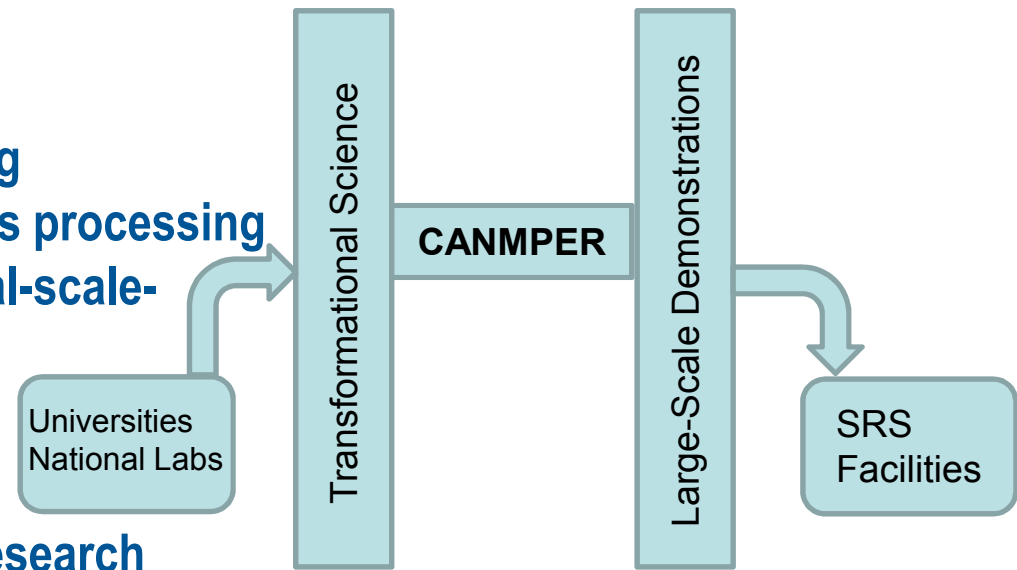 g
s processing
al-scale-
esearch
Universities
National Labs
Transformational Science
CANMPER
Large-Scale Demonstrations
SRS
Facilities